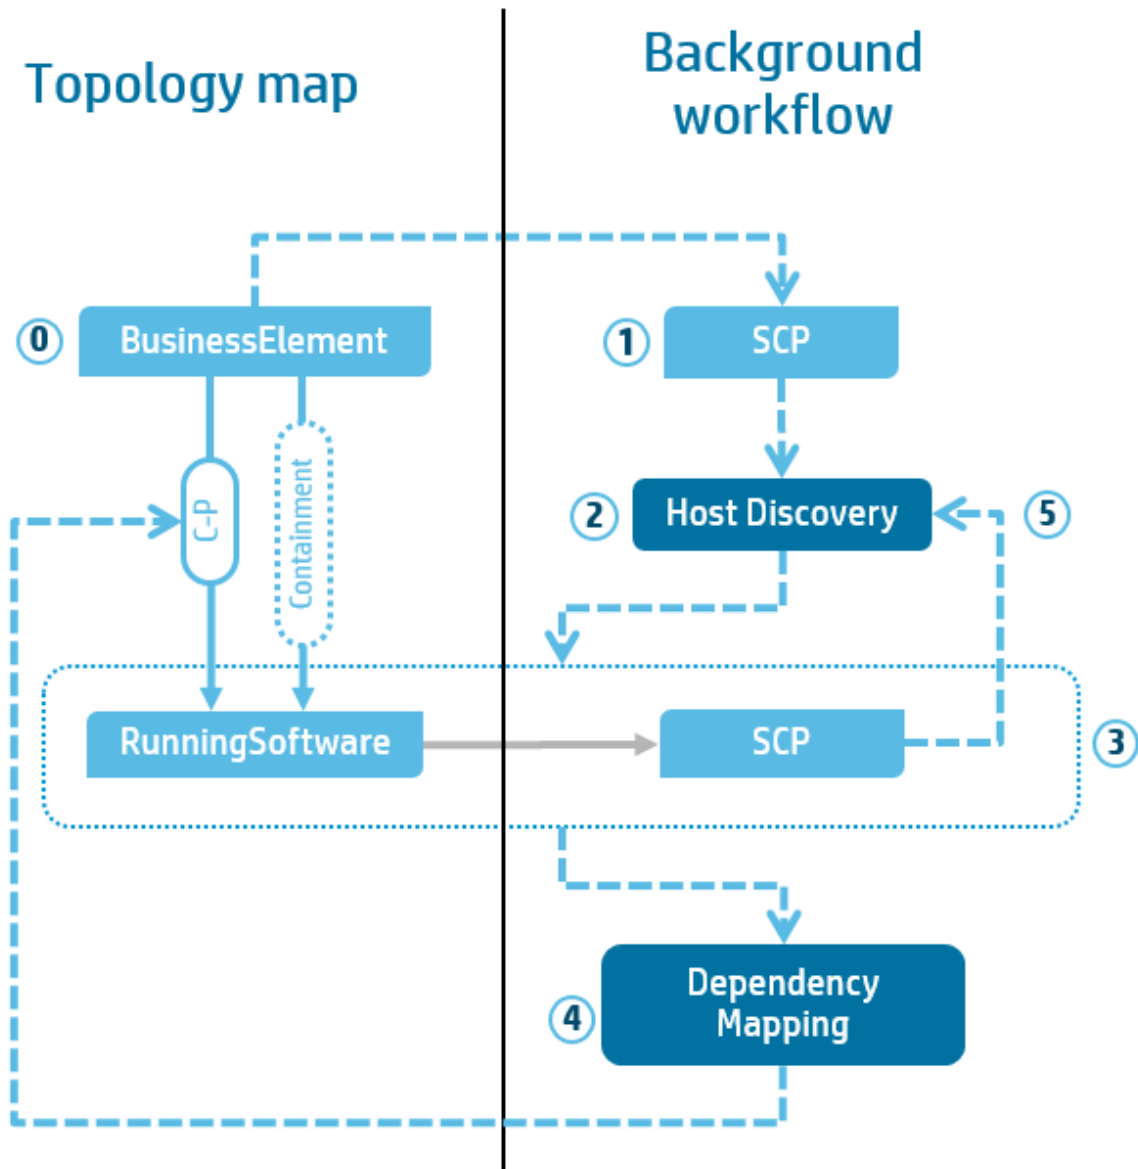 Topology map
Background
workflow
0
BusinessElement
1
SCP
C-P
Containment
2
Host Discovery
5
RunningSoftware
SCP
3
4
Dependency
Mapping